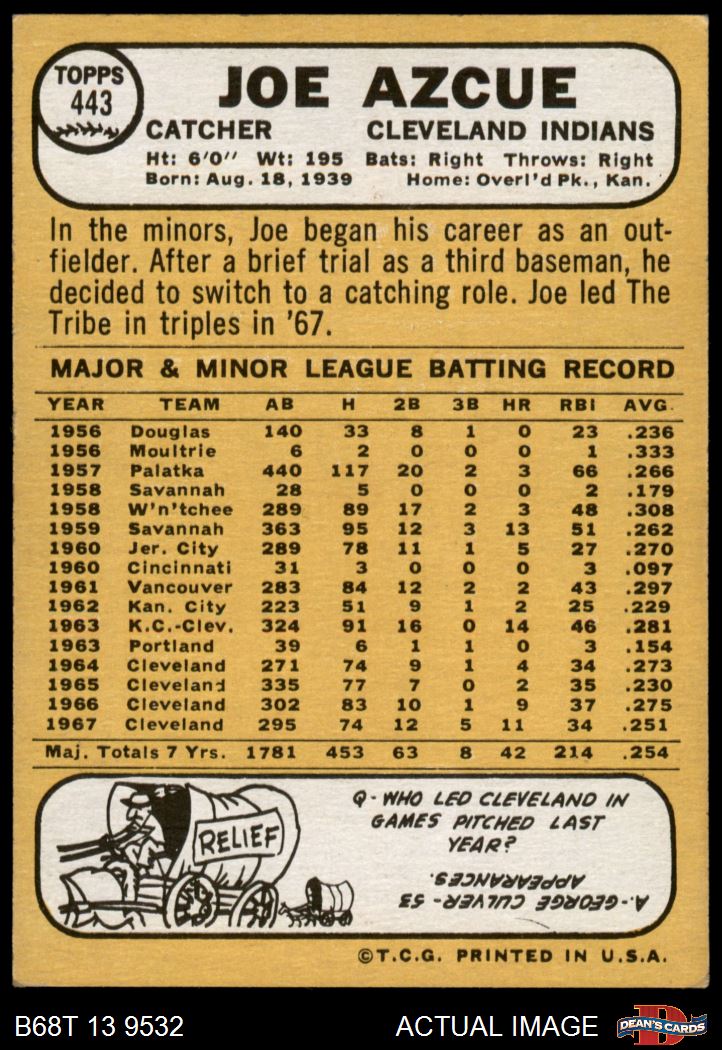 TOPPS
443
JOE AZCUE
CATCHER CLEVELAND INDIANS
Ht: 6'0" Wt: 195 Bats: Right Throws: Right
Born: Aug. 18, 1939 Home: Overl'd Pk., Kan.
In the minors, Joe began his career as an out-
fielder. After a brief trial as a third baseman, he
decided to switch to a catching role. Joe led The
Tribe in triples in '67.
MAJOR & MINOR LEAGUE BATTING RECORD
YEAR TEAM AB H 2B 3B HR RBI AVG.
1956 Douglas 140 33 8 1 0 23 .236
1956 Moultrie 6 2 0 0 0 1 .333
1957 Palatka 440 117 20 2 3 66 .266
1958 Savannah 28 5 0 0 0 2 .179
1958 W'n'tchee 289 89 17 2 3 48 .308
1959 Savannah 363 95 12 3 13 51 .262
1960 Jer. City 289 78 11 1 5 27 .270
1960 Cincinnati 31 3 0 0 0 3 .097
1961 Vancouver 283 84 12 2 2 43 .297
1962 Kan. City 223 51 9 1 2 25 .229
1963 K.C.-Clev. 324 91 16 0 14 46 .281
1963 Portland 39 6 1 1 0 3 .154
1964 Cleveland 271 74 9 1 4 34 .273
1965 Cleveland 335 77 7 0 2 35 .230
1966 Cleveland 302 83 10 1 9 37 .275
1967 Cleveland 295 74 12 5 11 34 .251
Maj. Totals 7 Yrs. 1781 453 63 8 42 214 .254
RELIEF
Q-WHO LED CLEVELAND IN
GAMES PITCHED LAST
YEAR?
A.-GEORGE CULVER-53
APPEARANCES.
©T.C.G. PRINTED IN U.S.A.
B68T 13 9532 ACTUAL IMAGE
D
DEAN'S CARDS